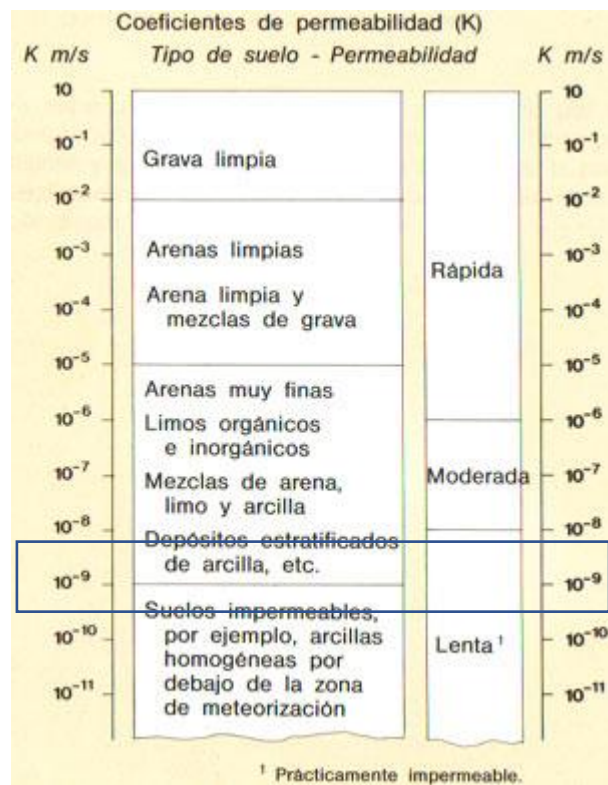 Coeficientes de permeabilidad (K)
K m/s Tipo de suelo - Permeabilidad K m/s
10 10
10⁻¹ 10⁻¹
Grava limpia
10⁻² 10⁻²
Arenas limpias
10⁻³ 10⁻³
Rápida
Arena limpia y
10⁻⁴ 10⁻⁴
mezclas de grava
10⁻⁵ 10⁻⁵
Arenas muy finas
10⁻⁶ 10⁻⁶
Limos orgánicos
e inorgánicos
10⁻⁷ Moderada 10⁻⁷
Mezclas de arena,
limo y arcilla
10⁻⁸ 10⁻⁸
Depósitos estratificados
de arcilla, etc.
10⁻⁹ 10⁻⁹
Suelos impermeables,
por ejemplo, arcillas
10⁻¹⁰ Lenta † 10⁻¹⁰
homogéneas por
debajo de la zona
10⁻¹¹ 10⁻¹¹
de meteorización
† Prácticamente impermeable.